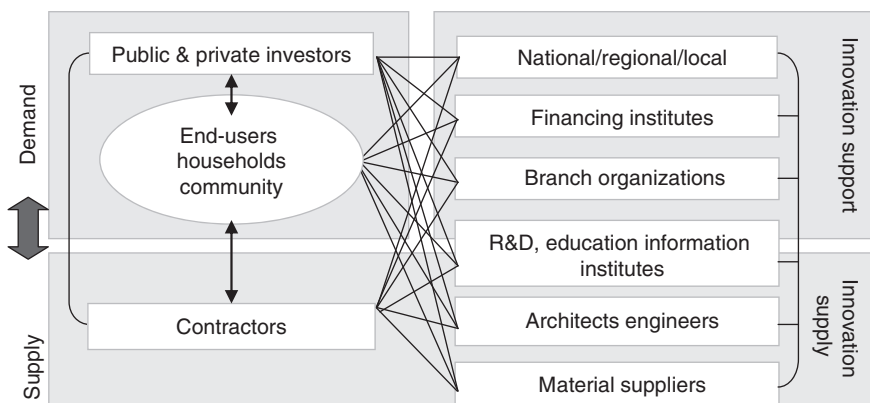 Demand
Supply
Public & private investors
End-users
households
community
Contractors
National/regional/local
Financing institutes
Branch organizations
R&D, education information
institutes
Architects engineers
Material suppliers
Innovation support
Innovation
supply